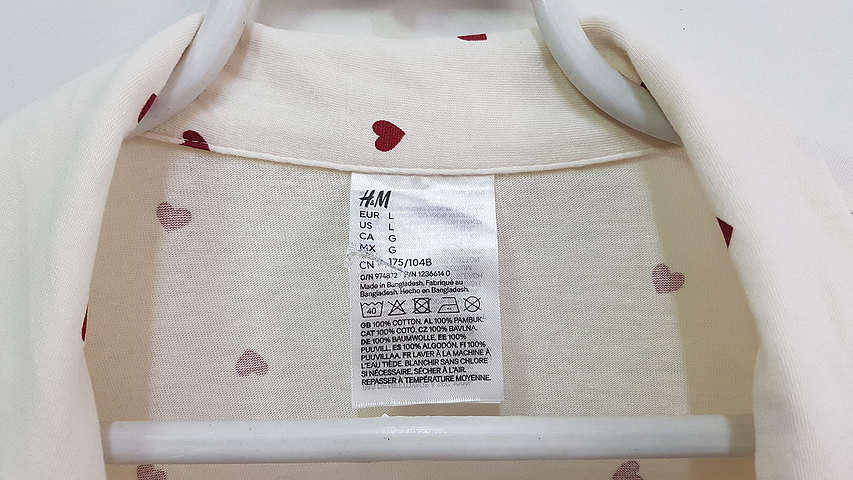 H&M
EUR L
US L
CA G
MX G
CN 175/104B
O/N 974872 P/N 1236614 0
Made in Bangladesh. Fabriqué au
Bangladesh. Hecho en Bangladesh.
40
GB 100% COTTON. AL 100% PAMBUK.
CAT 100% COTÓ. CZ 100% BAVLNA.
DE 100% BAUMWOLLE. EE 100%
PUUVILL. ES 100% ALGODÓN. FI 100%
PUUVILLAA. FR LAVER À LA MACHINE À
L'EAU TIÈDE. BLANCHIR SANS CHLORE
SI NÉCESSAIRE. SÉCHER À L'AIR.
REPASSER À TEMPÉRATURE MOYENNE.